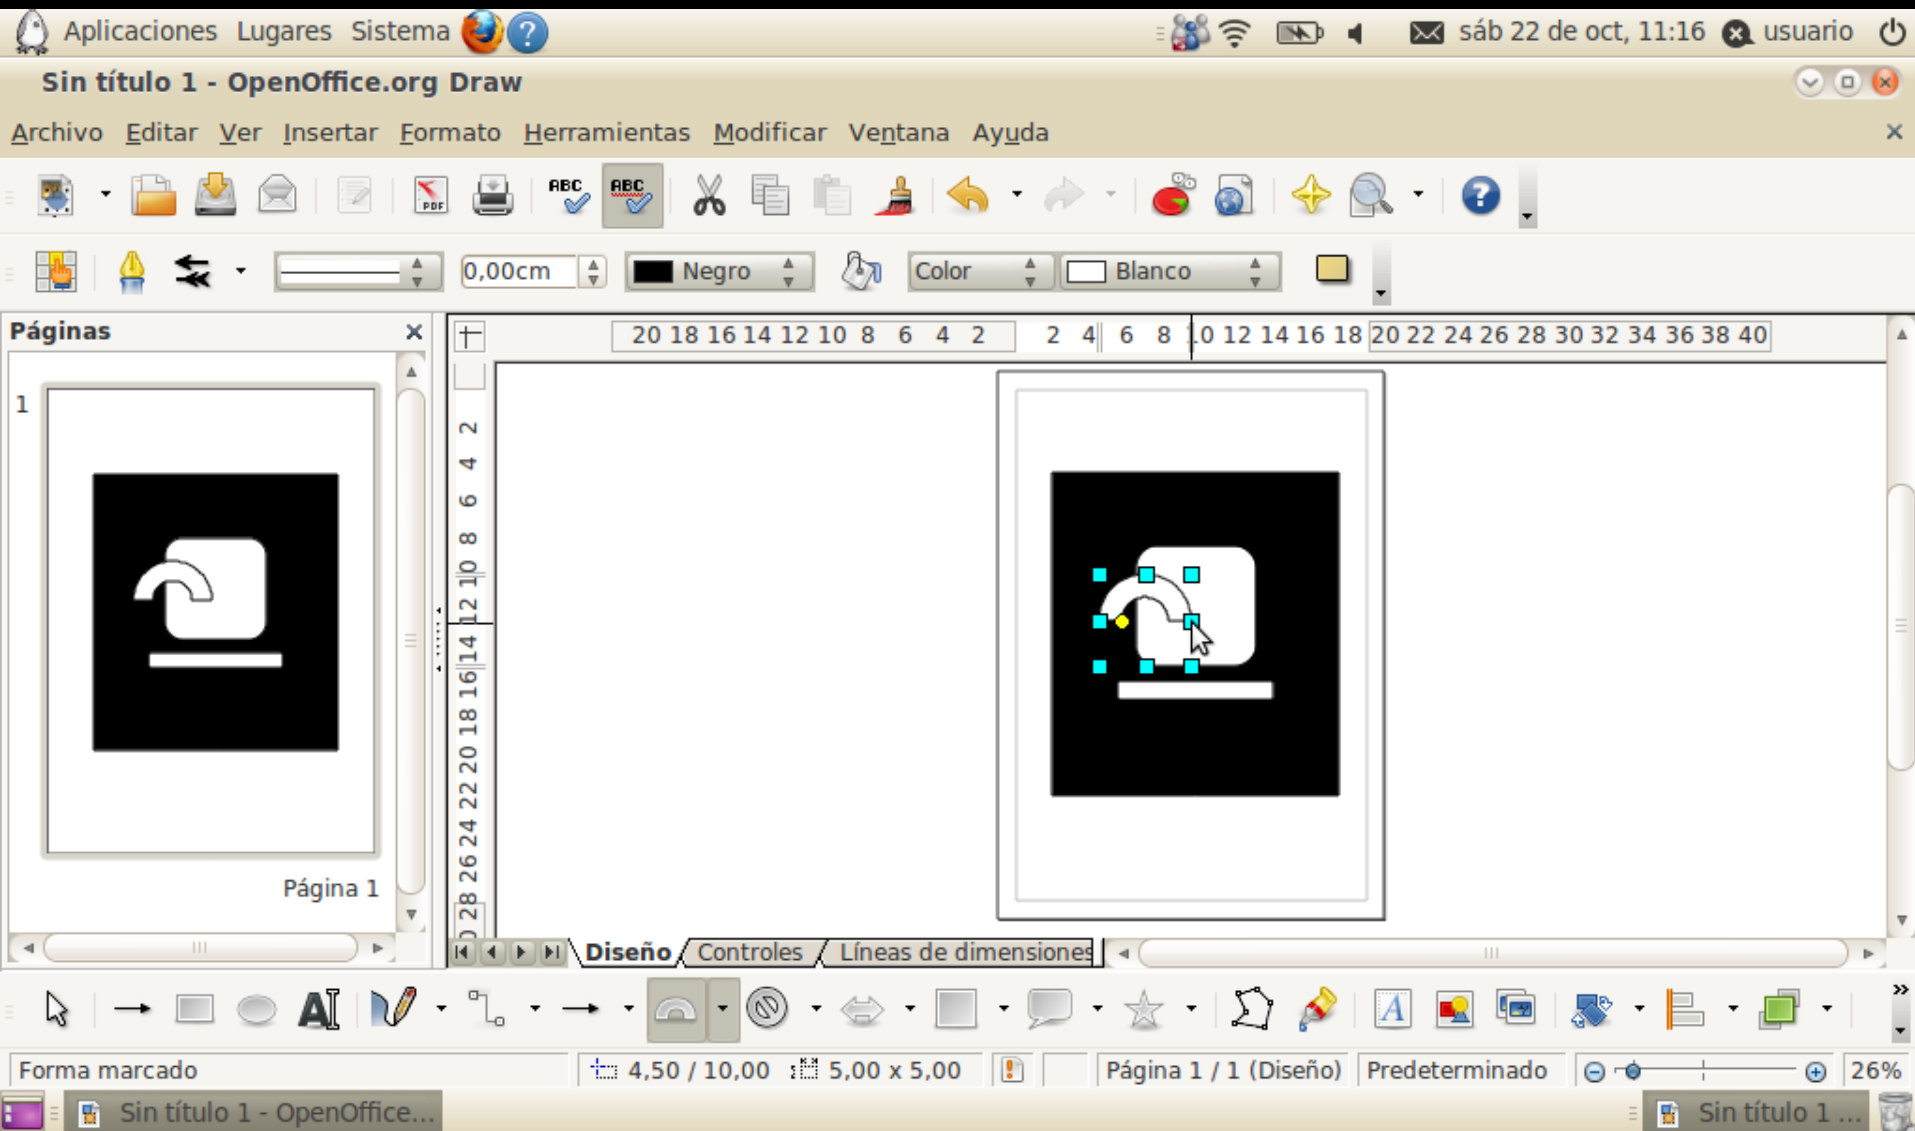 Aplicaciones Lugares Sistema ? sáb 22 de oct, 11:16 usuario
Sin título 1 - OpenOffice.org Draw
Archivo Editar Ver Insertar Formato Herramientas Modificar Ventana Ayuda ×
PDF ABC ABC ?
0,00cm Negro Color Blanco
Páginas
20 18 16 14 12 10 8 6 4 2 2 4 6 8 10 12 14 16 18 20 22 24 26 28 30 32 34 36 38 40
1
2 4 6 8 10 12 14 16 18 20 22 24 26 28
Página 1
Diseño Controles Líneas de dimensiones
AI A
Forma marcado 4,50 / 10,00 5,00 x 5,00 Página 1 / 1 (Diseño) Predeterminado 26%
Sin título 1 - OpenOffice... Sin título 1 ...